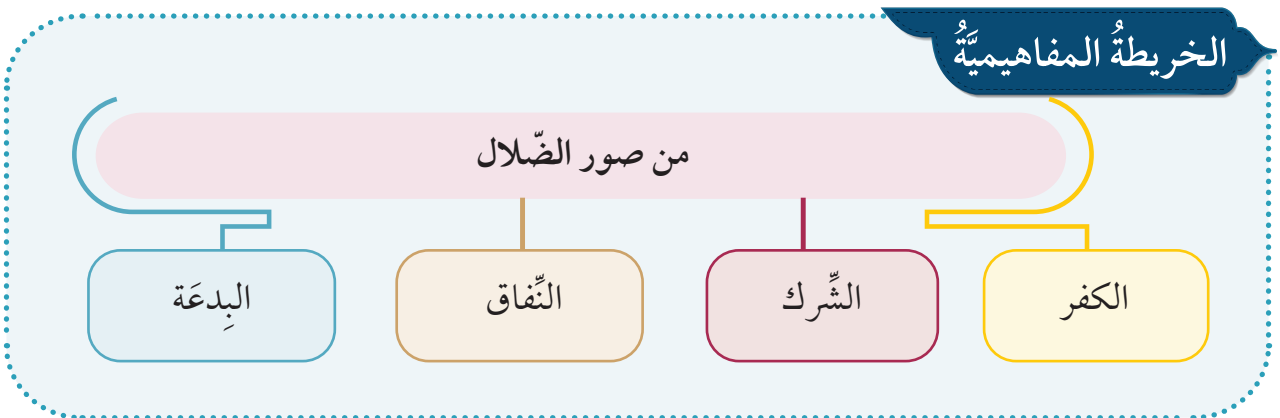 الخريطةُ المفاهيميَّةُ
من صور الضّلال
الكفر
الشِّرك
النِّفاق
البِدعَة